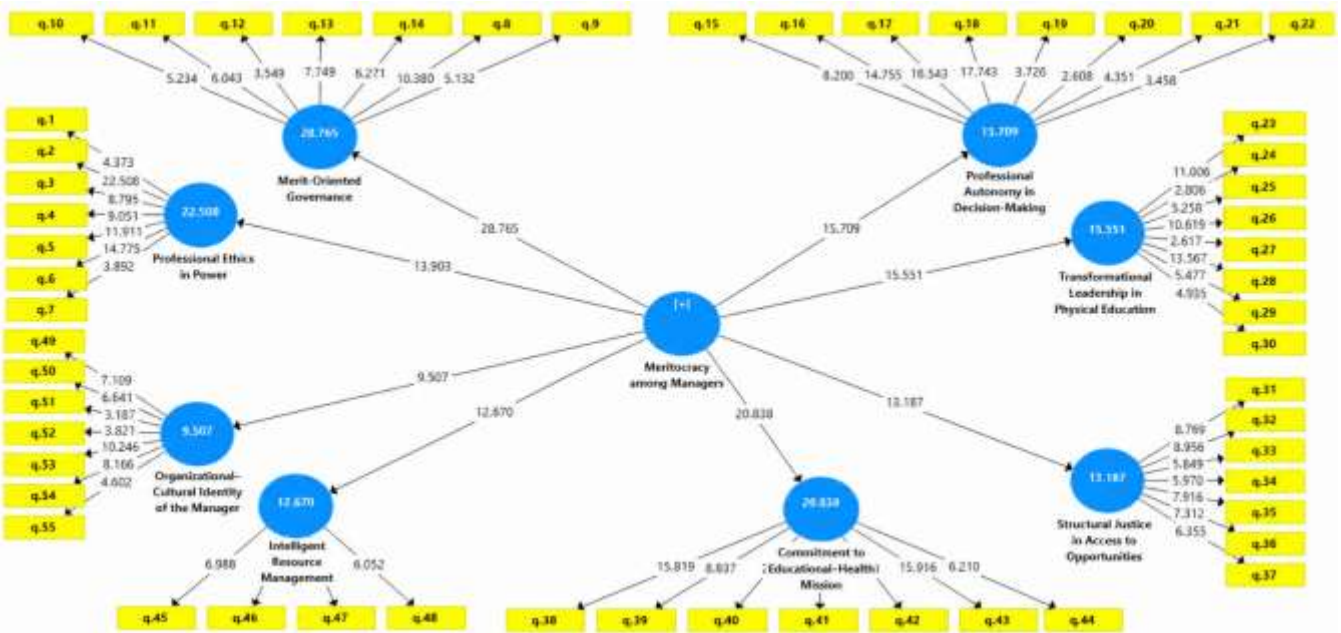 q.10 q.11 q.12 q.13 q.14 q.8 q.9
q.15 q.16 q.17 q.18 q.19 q.20 q.21 q.22
5.234 6.043 3.549 7.749 6.271 10.380 5.132
8.200 14.755 16.543 17.743 3.726 2.608 4.351 3.458
28.765
Merit-Oriented
Governance
15.709
Professional
Autonomy in
Decision-Making
q.1
q.2
q.3
q.4
q.5
q.6
q.7
4.373
22.508
8.795
9.051
11.911
14.775
3.892
22.508
Professional Ethics
in Power
q.23
q.24
q.25
q.26
q.27
q.28
q.29
q.30
11.006
2.806
5.258
10.619
2.617
13.567
5.477
4.935
15.551
Transformational
Leadership in
Physical Education
28.765
13.903
15.709
15.551
[+]
Meritocracy
among Managers
9.507
12.670
20.838
13.187
q.49
q.50
q.51
q.52
q.53
q.54
q.55
7.109
6.641
3.187
3.821
10.246
8.166
4.602
9.507
Organizational-
Cultural Identity
of the Manager
12.670
Intelligent
Resource
Management
6.988 6.052
q.45 q.46 q.47 q.48
20.838
Commitment to
Educational-Health
Mission
15.819 8.837 15.916 6.210
q.38 q.39 q.40 q.41 q.42 q.43 q.44
q.31
q.32
q.33
q.34
q.35
q.36
q.37
8.769
8.956
5.849
5.970
7.916
7.312
6.355
13.187
Structural Justice
in Access to
Opportunities